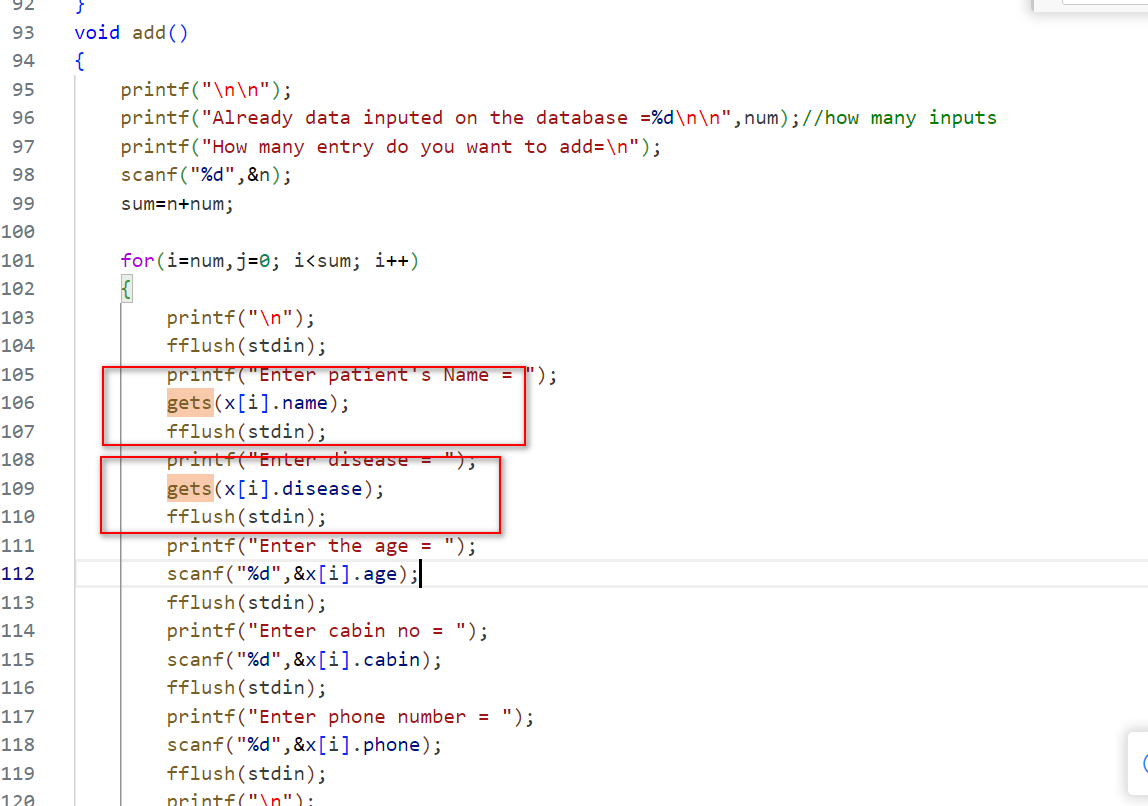 92 }
93 void add()
94 {
95 printf("\n\n");
96 printf("Already data inputed on the database =%d\n\n",num);//how many inputs
97 printf("How many entry do you want to add=\n");
98 scanf("%d",&n);
99 sum=n+num;
100
101 for(i=num,j=0; i<sum; i++)
102 {
103 printf("\n");
104 fflush(stdin);
105 printf("Enter patient's Name = ");
106 gets(x[i].name);
107 fflush(stdin);
108 printf("Enter disease = ");
109 gets(x[i].disease);
110 fflush(stdin);
111 printf("Enter the age = ");
112 scanf("%d",&x[i].age);
113 fflush(stdin);
114 printf("Enter cabin no = ");
115 scanf("%d",&x[i].cabin);
116 fflush(stdin);
117 printf("Enter phone number = ");
118 scanf("%d",&x[i].phone);
119 fflush(stdin);
120 printf("\n");